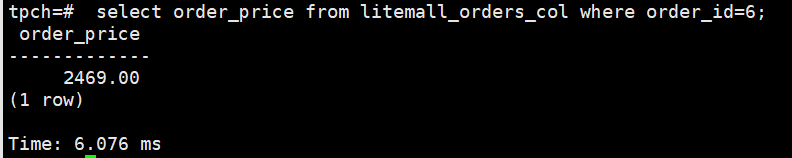 tpch=#  select order_price from litemall_orders_col where order_id=6;
 order_price
-------------
     2469.00
(1 row)

Time: 6.076 ms